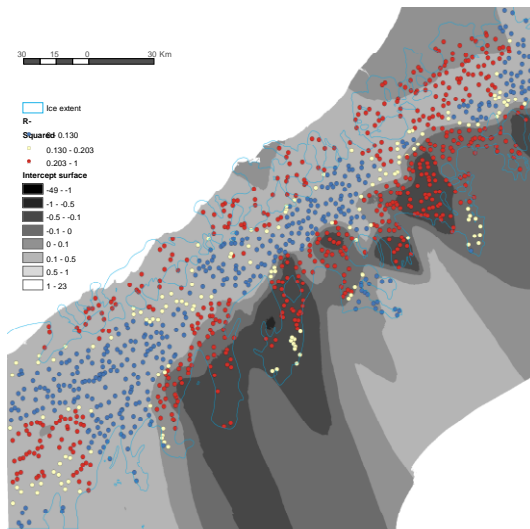 30 15 0 30 Km
Ice extent
R-
Squared
0 - 0.130
0.130 - 0.203
0.203 - 1
Intercept surface
-49 - -1
-1 - -0.5
-0.5 - -0.1
-0.1 - 0
0 - 0.1
0.1 - 0.5
0.5 - 1
1 - 23